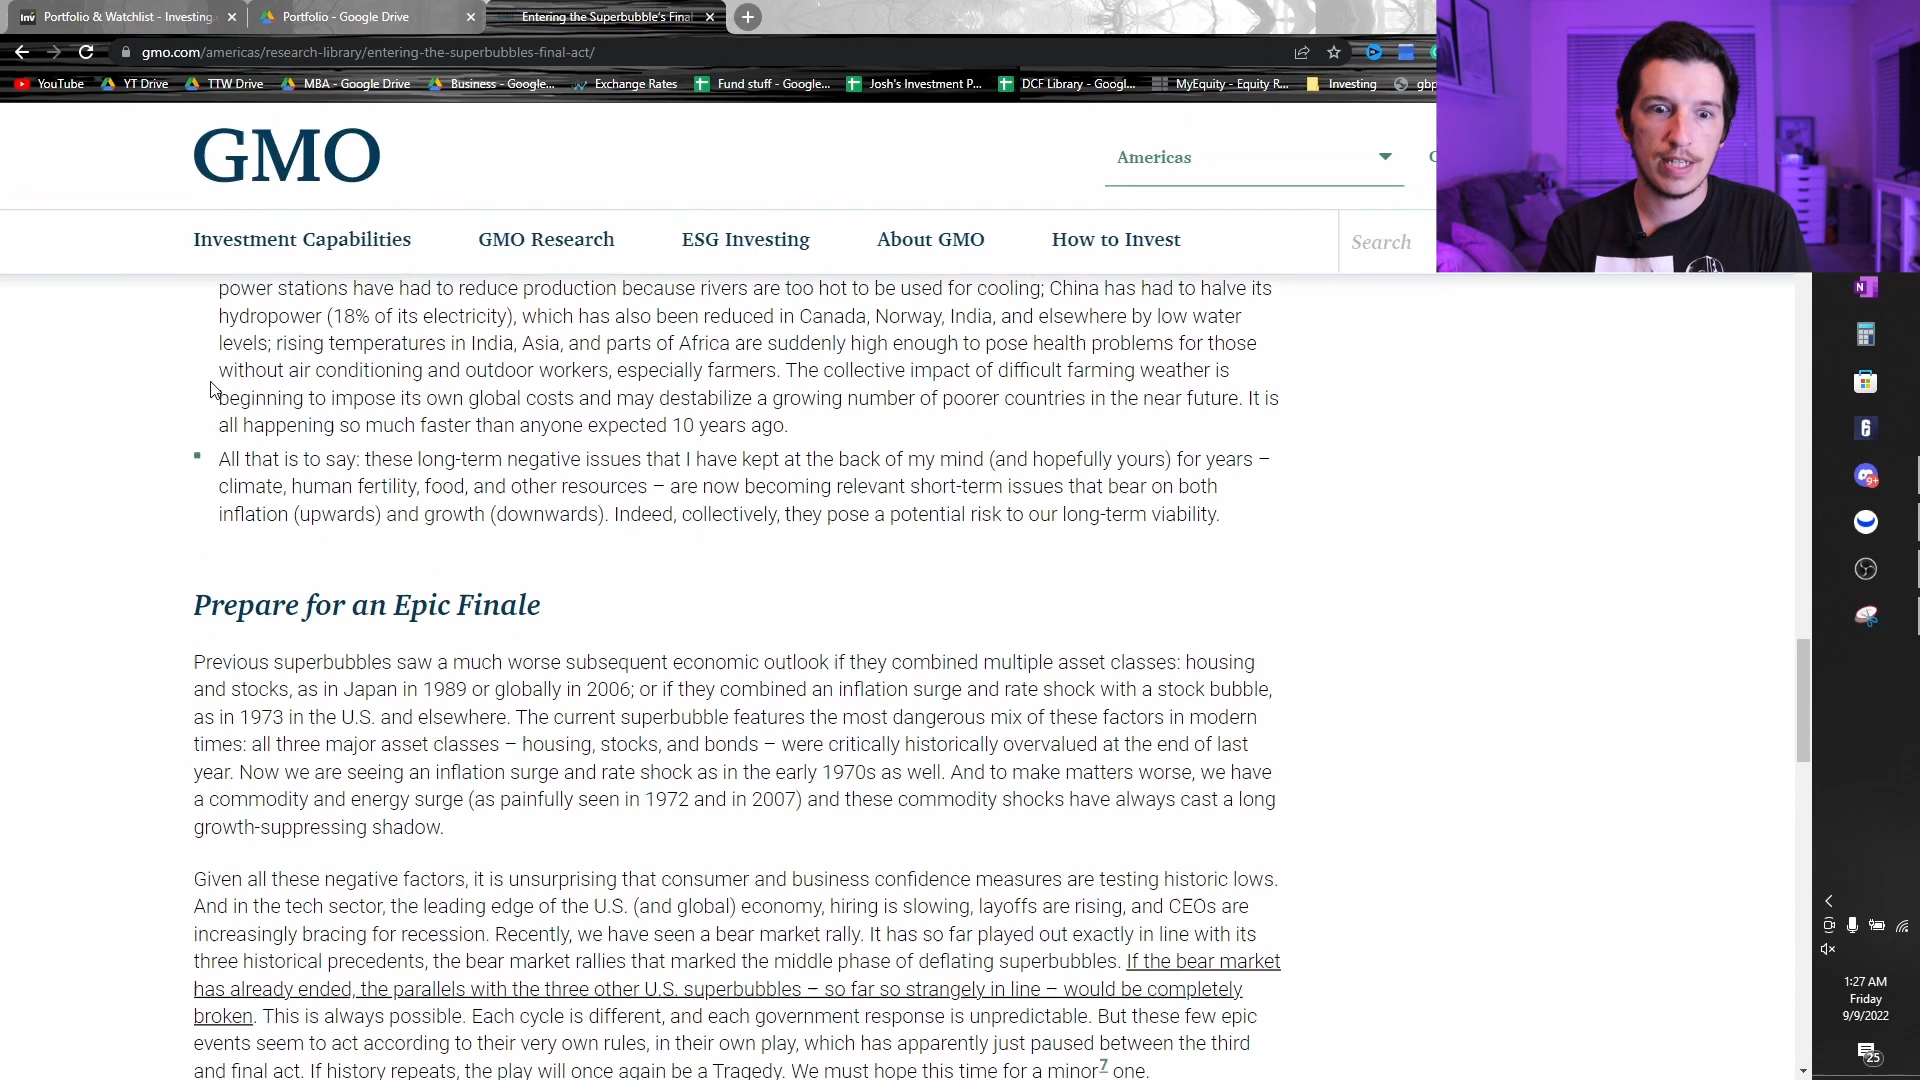 Portfolio & Watchlist - Investing.
Portfolio - Google Drive
Entering the Superbubble's Fina
gmo.com/americas/research-library/entering-the-superbubbles-final-act/
YouTube
YT Drive
TTW Drive
MBA - Google Drive
Business - Google...
Exchange Rates
Fund stuff - Google...
Josh's Investment P...
DCF Library - Googl...
MyEquity - Equity R...
Investing
gbp
GMO
Americas
Investment Capabilities
GMO Research
ESG Investing
About GMO
How to Invest
Search
power stations have had to reduce production because rivers are too hot to be used for cooling; China has had to halve its
hydropower (18% of its electricity), which has also been reduced in Canada, Norway, India, and elsewhere by low water
levels; rising temperatures in India, Asia, and parts of Africa are suddenly high enough to pose health problems for those
without air conditioning and outdoor workers, especially farmers. The collective impact of difficult farming weather is
beginning to impose its own global costs and may destabilize a growing number of poorer countries in the near future. It is
all happening so much faster than anyone expected 10 years ago.
All that is to say: these long-term negative issues that I have kept at the back of my mind (and hopefully yours) for years –
climate, human fertility, food, and other resources – are now becoming relevant short-term issues that bear on both
inflation (upwards) and growth (downwards). Indeed, collectively, they pose a potential risk to our long-term viability.
Prepare for an Epic Finale
Previous superbubbles saw a much worse subsequent economic outlook if they combined multiple asset classes: housing
and stocks, as in Japan in 1989 or globally in 2006; or if they combined an inflation surge and rate shock with a stock bubble,
as in 1973 in the U.S. and elsewhere. The current superbubble features the most dangerous mix of these factors in modern
times: all three major asset classes – housing, stocks, and bonds – were critically historically overvalued at the end of last
year. Now we are seeing an inflation surge and rate shock as in the early 1970s as well. And to make matters worse, we have
a commodity and energy surge (as painfully seen in 1972 and in 2007) and these commodity shocks have always cast a long
growth-suppressing shadow.
Given all these negative factors, it is unsurprising that consumer and business confidence measures are testing historic lows.
And in the tech sector, the leading edge of the U.S. (and global) economy, hiring is slowing, layoffs are rising, and CEOs are
increasingly bracing for recession. Recently, we have seen a bear market rally. It has so far played out exactly in line with its
three historical precedents, the bear market rallies that marked the middle phase of deflating superbubbles. If the bear market
has already ended, the parallels with the three other U.S. superbubbles – so far so strangely in line – would be completely
broken. This is always possible. Each cycle is different, and each government response is unpredictable. But these few epic
events seem to act according to their very own rules, in their own play, which has apparently just paused between the third
and final act. If history repeats, the play will once again be a Tragedy. We must hope this time for a minor7 one.
N
6
9+
1:27 AM
Friday
9/9/2022
25